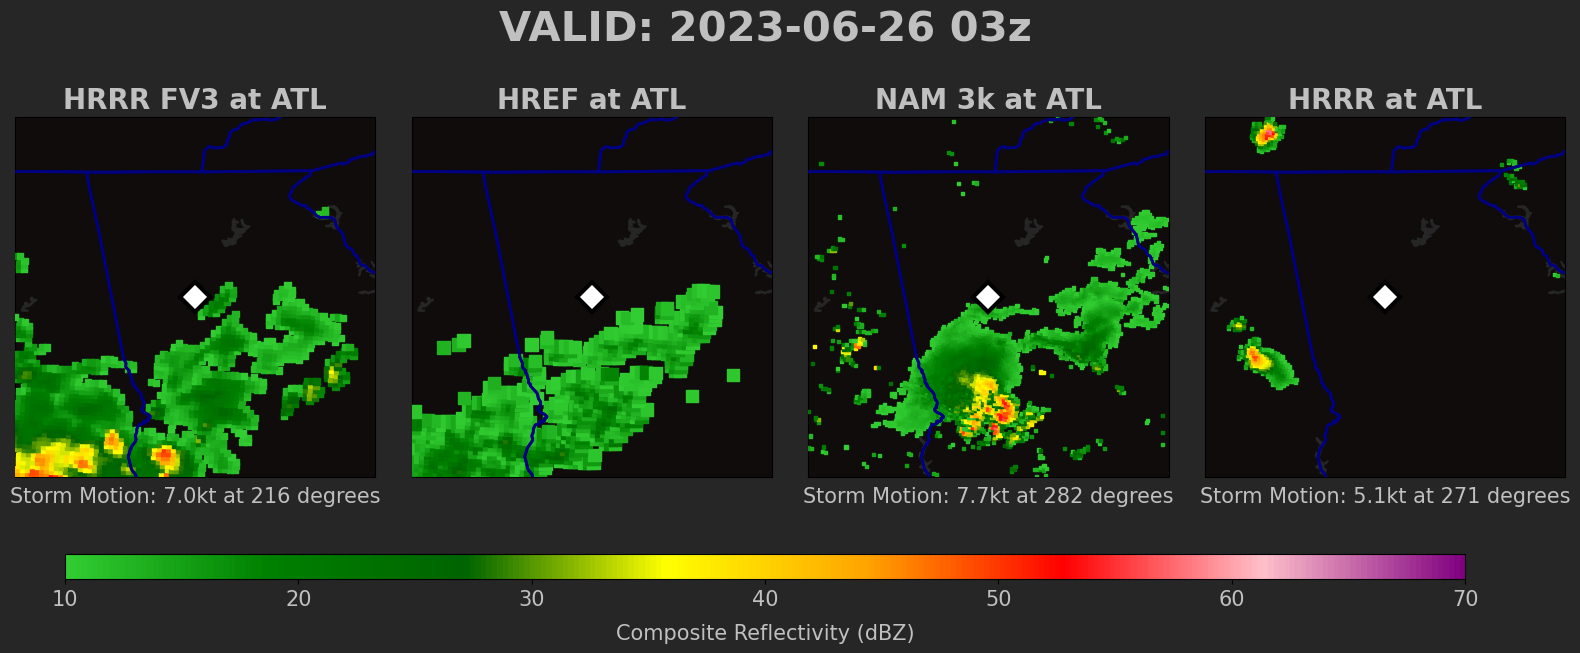 VALID: 2023-06-26 03z
HRRR FV3 at ATL
HREF at ATL
NAM 3k at ATL
HRRR at ATL
Storm Motion: 7.0kt at 216 degrees
Storm Motion: 7.7kt at 282 degrees
Storm Motion: 5.1kt at 271 degrees
10 20 30 40 50 60 70
Composite Reflectivity (dBZ)